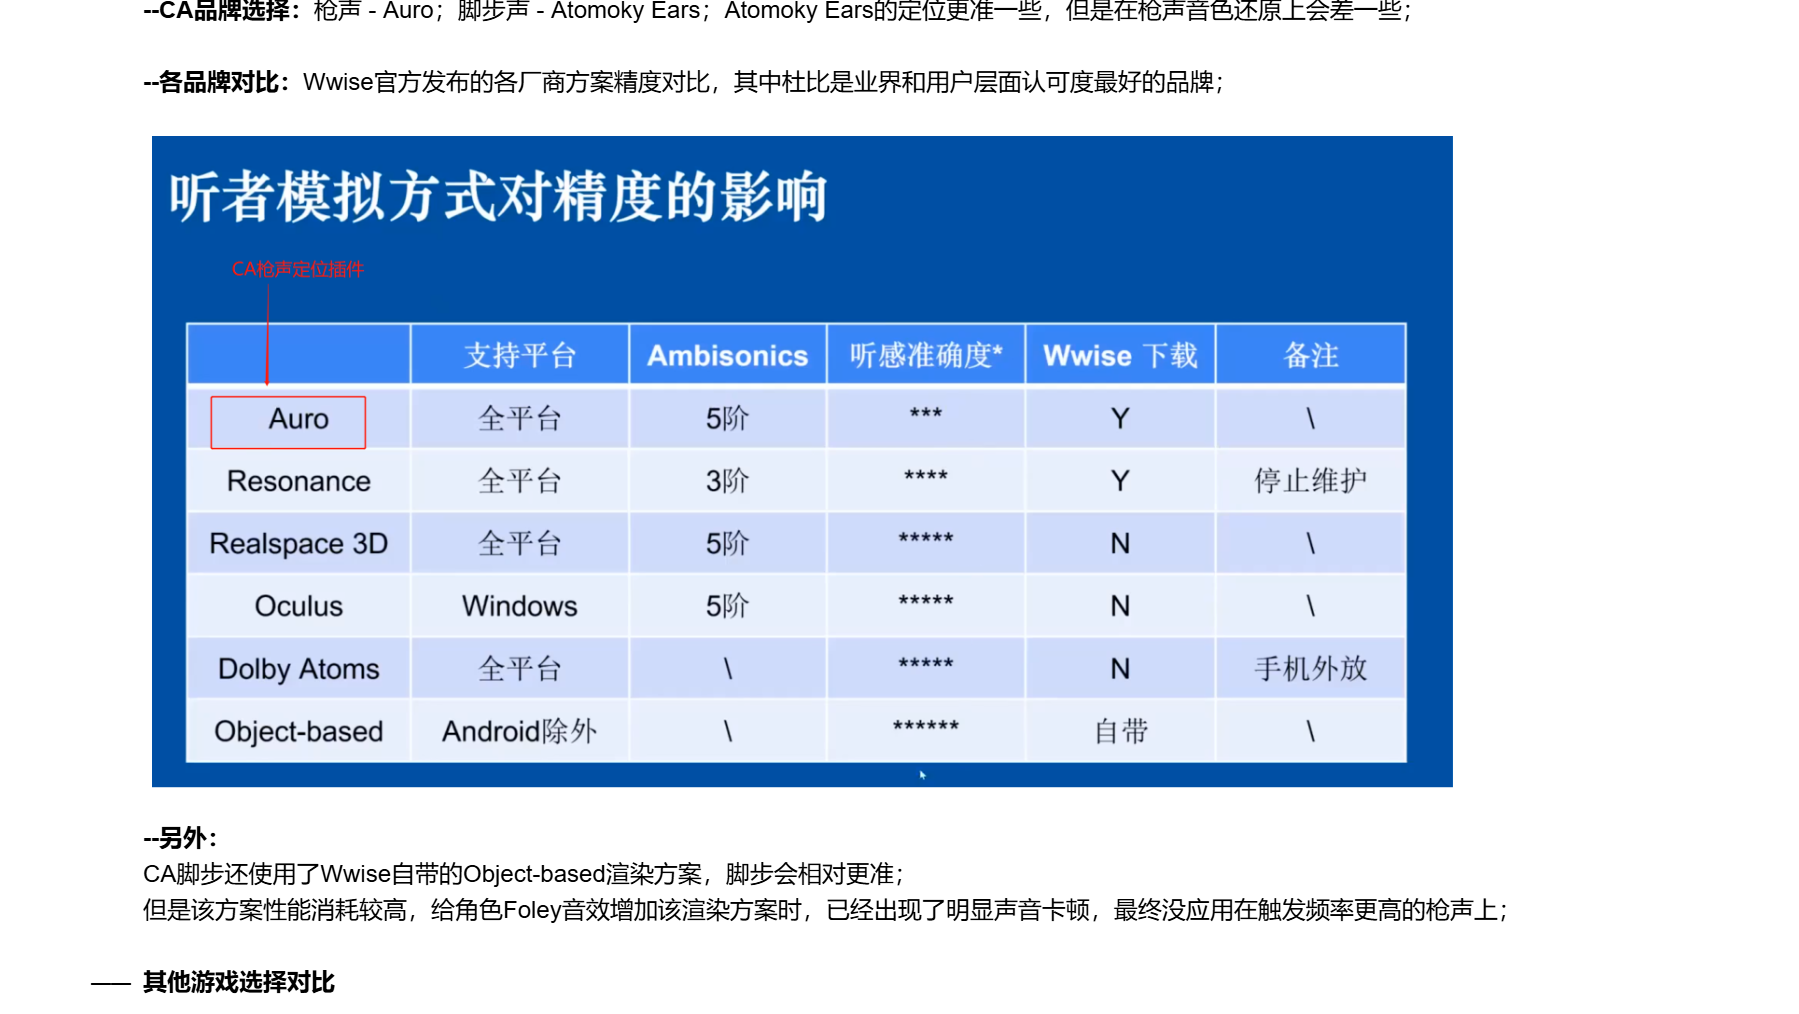 --CA品牌选择：枪声 - Auro；脚步声 - Atomoky Ears；Atomoky Ears的定位更准一些，但是在枪声音色还原上会差一些；
--各品牌对比：Wwise官方发布的各厂商方案精度对比，其中杜比是业界和用户层面认可度最好的品牌；
听者模拟方式对精度的影响
CA枪声定位插件
支持平台 Ambisonics 听感准确度* Wwise 下载 备注
Auro 全平台 5阶 *** Y \
Resonance 全平台 3阶 **** Y 停止维护
Realspace 3D 全平台 5阶 ***** N \
Oculus Windows 5阶 ***** N \
Dolby Atoms 全平台 \ ***** N 手机外放
Object-based Android除外 \ ****** 自带 \
--另外：
CA脚步还使用了Wwise自带的Object-based渲染方案，脚步会相对更准；
但是该方案性能消耗较高，给角色Foley音效增加该渲染方案时，已经出现了明显声音卡顿，最终没应用在触发频率更高的枪声上；
—— 其他游戏选择对比